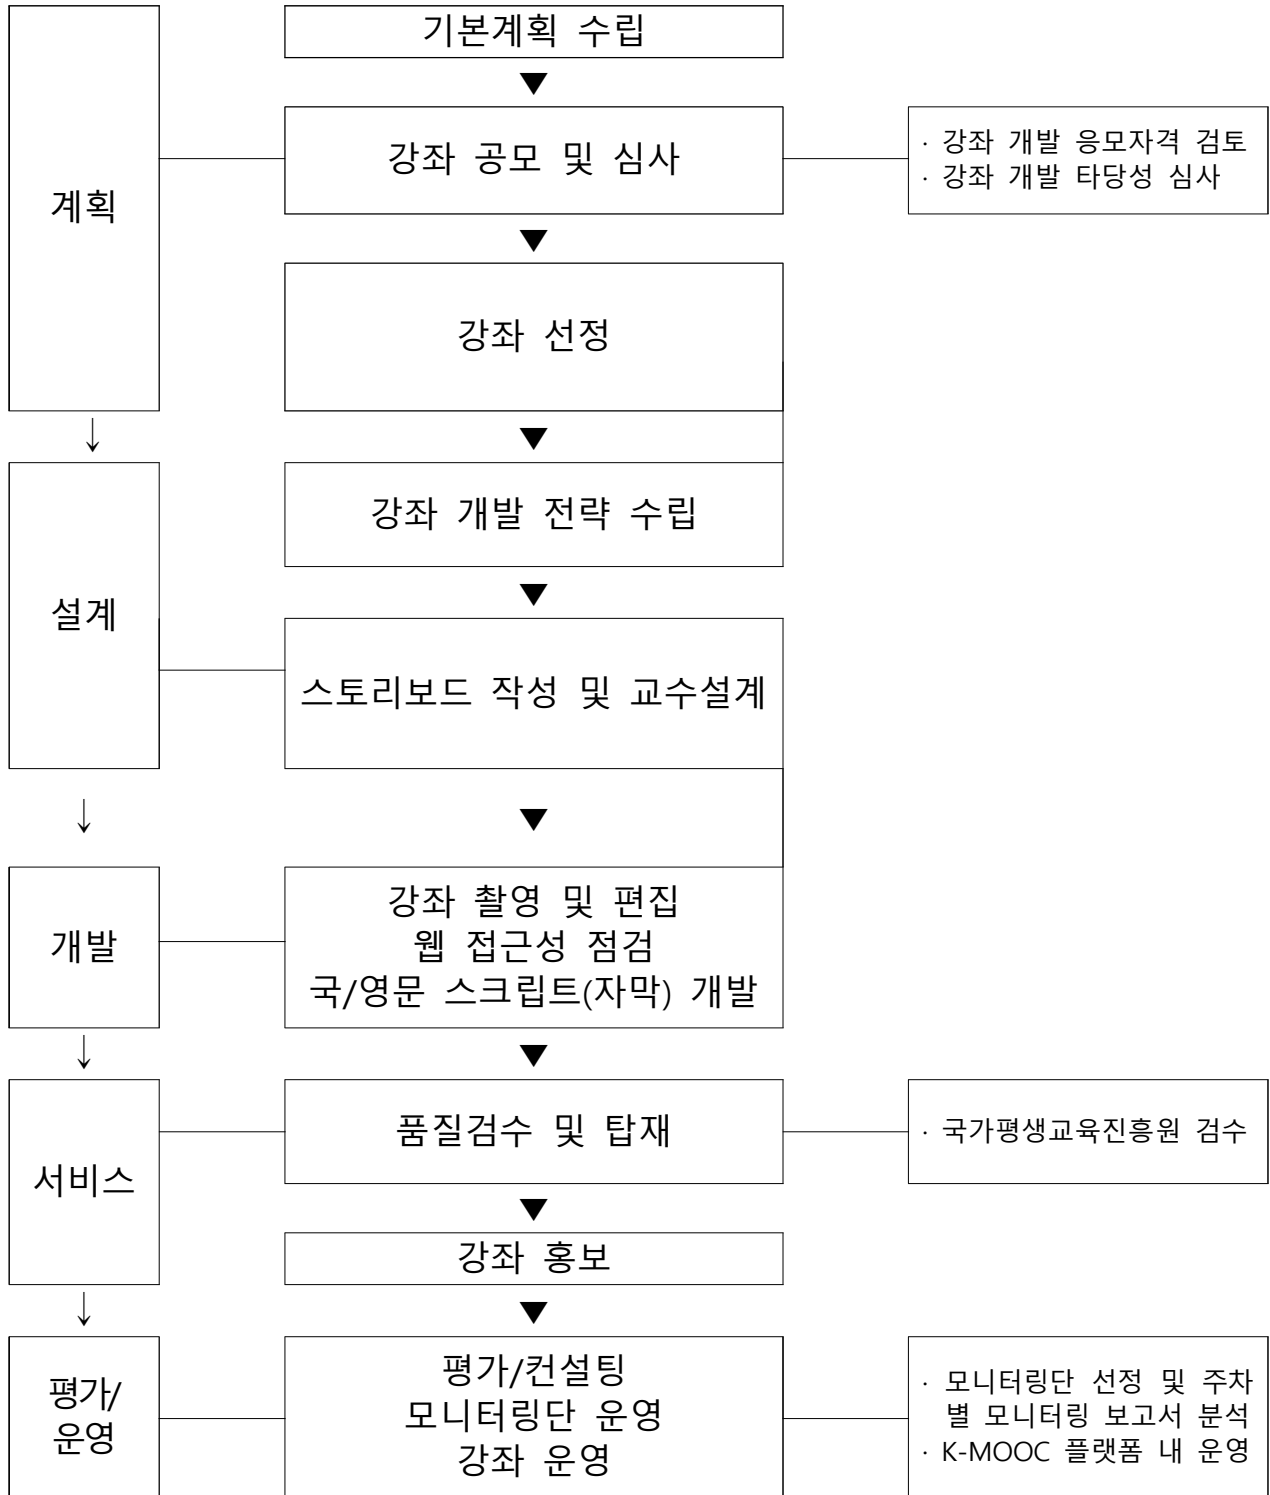 계획
기본계획 수립
▼
강좌 공모 및 심사
· 강좌 개발 응모자격 검토
· 강좌 개발 타당성 심사
▼
강좌 선정
↓
▼
설계
강좌 개발 전략 수립
▼
스토리보드 작성 및 교수설계
↓
▼
개발
강좌 촬영 및 편집
웹 접근성 점검
국/영문 스크립트(자막) 개발
↓
▼
서비스
품질검수 및 탑재
· 국가평생교육진흥원 검수
▼
강좌 홍보
↓
▼
평가/
운영
평가/컨설팅
모니터링단 운영
강좌 운영
· 모니터링단 선정 및 주차
별 모니터링 보고서 분석
· K-MOOC 플랫폼 내 운영